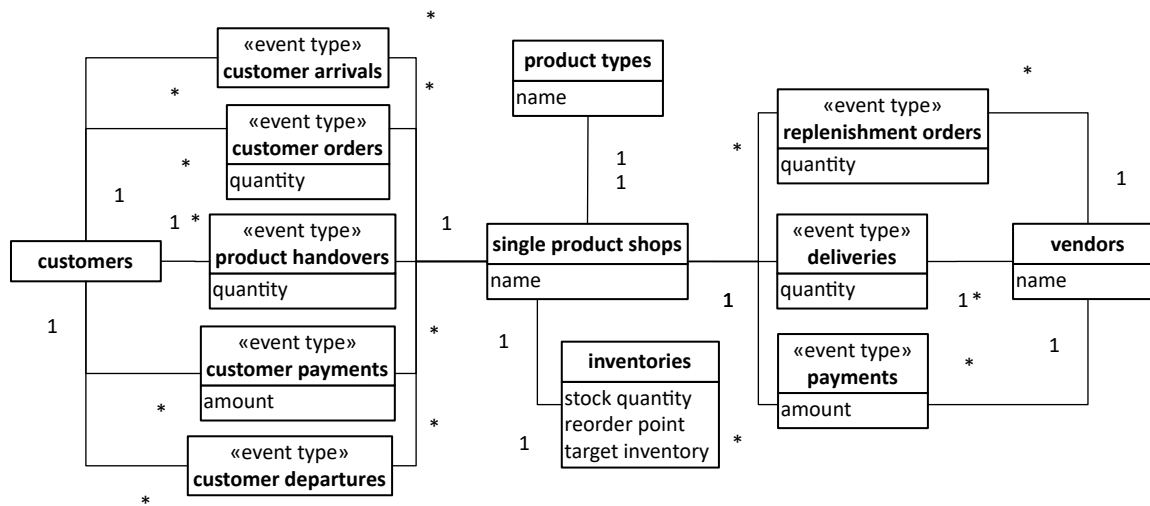 *
«event type»
customer arrivals
*
*
«event type»
customer orders
quantity
*
1
1 *
«event type»
product handovers
quantity
customers
1
«event type»
customer payments
amount
*
*
«event type»
customer departures
*
*
product types
name
1
1
1
single product shops
name
1
inventories
stock quantity
reorder point
target inventory
1
*
«event type»
replenishment orders
quantity
*
*
1
«event type»
deliveries
quantity
1
1 *
vendors
name
1
«event type»
payments
amount
*
*